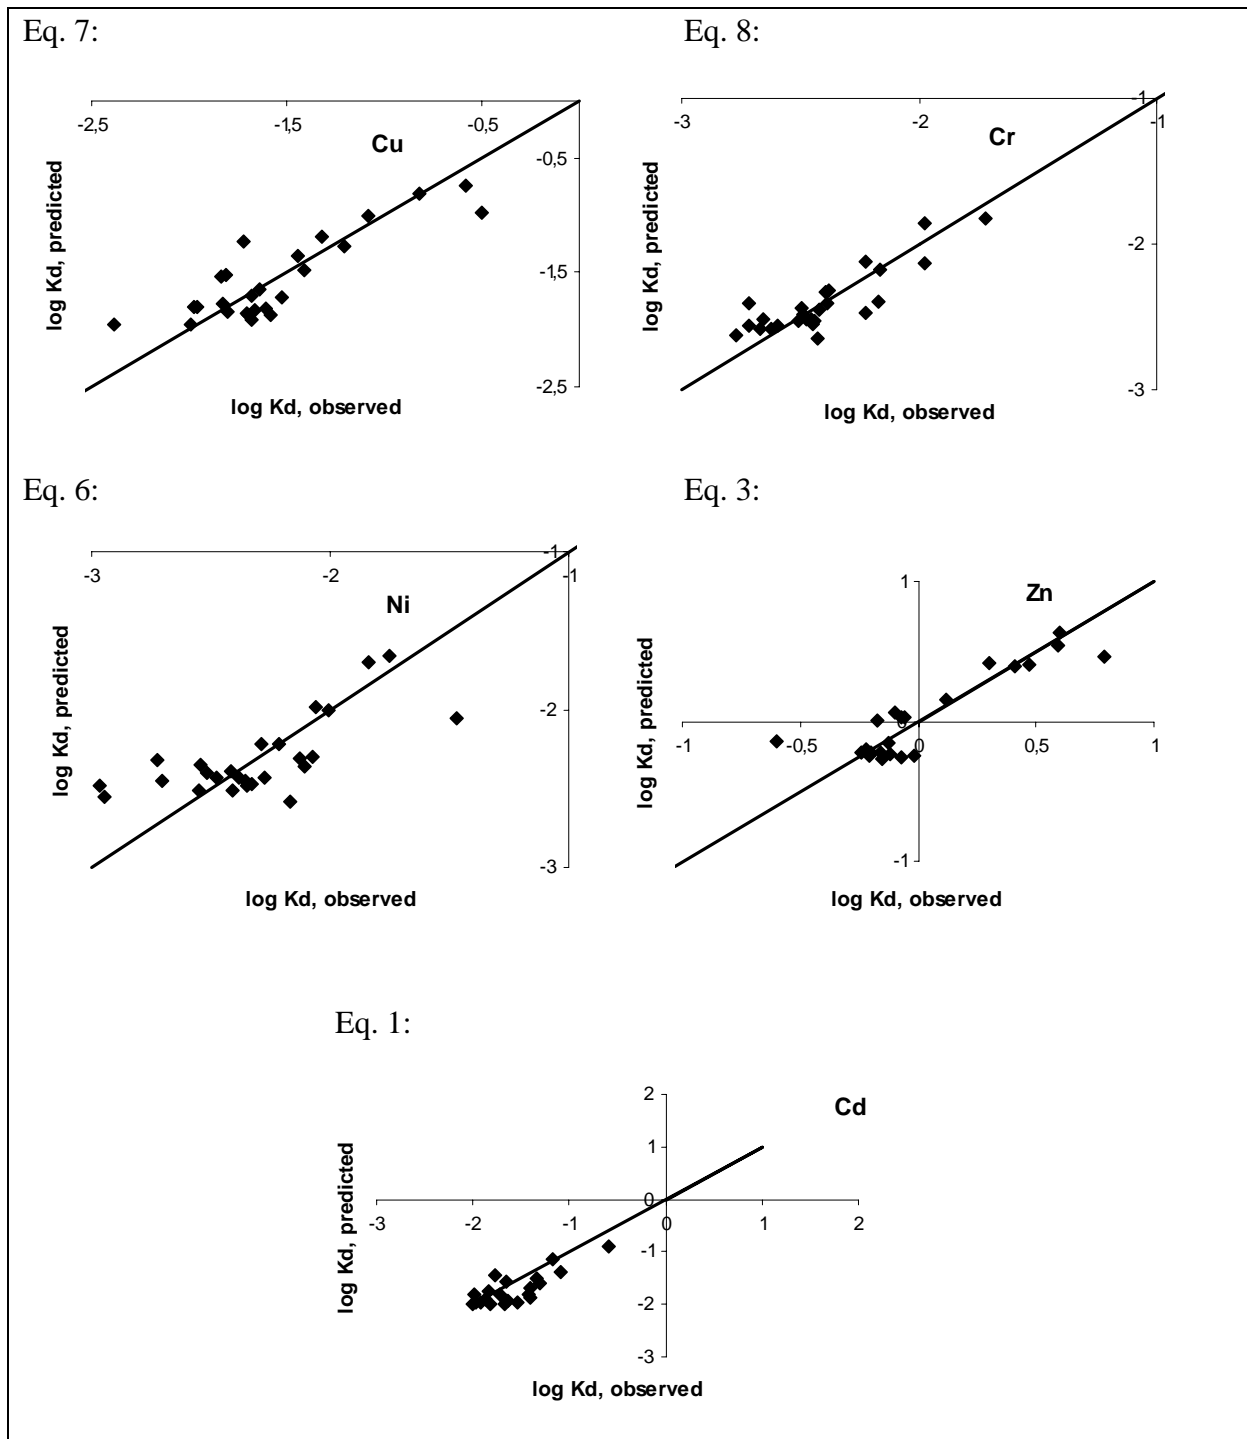 Eq. 7:
-2,5
-1,5
-0,5
Cu
-0,5
-1,5
-2,5
log Kd, predicted
log Kd, observed
Eq. 8:
-1
-3
-2
-1
Cr
-2
-3
log Kd, predicted
log Kd, observed
Eq. 6:
-1
-3
-2
-1
Ni
-2
-3
log Kd, predicted
log Kd, observed
Eq. 3:
1
Zn
0
-1
-0,5
0
0,5
1
-1
log Kd, predicted
log Kd, observed
Eq. 1:
2
Cd
1
0
-3
-2
-1
0
1
2
-1
-2
-3
log Kd, predicted
log Kd, observed